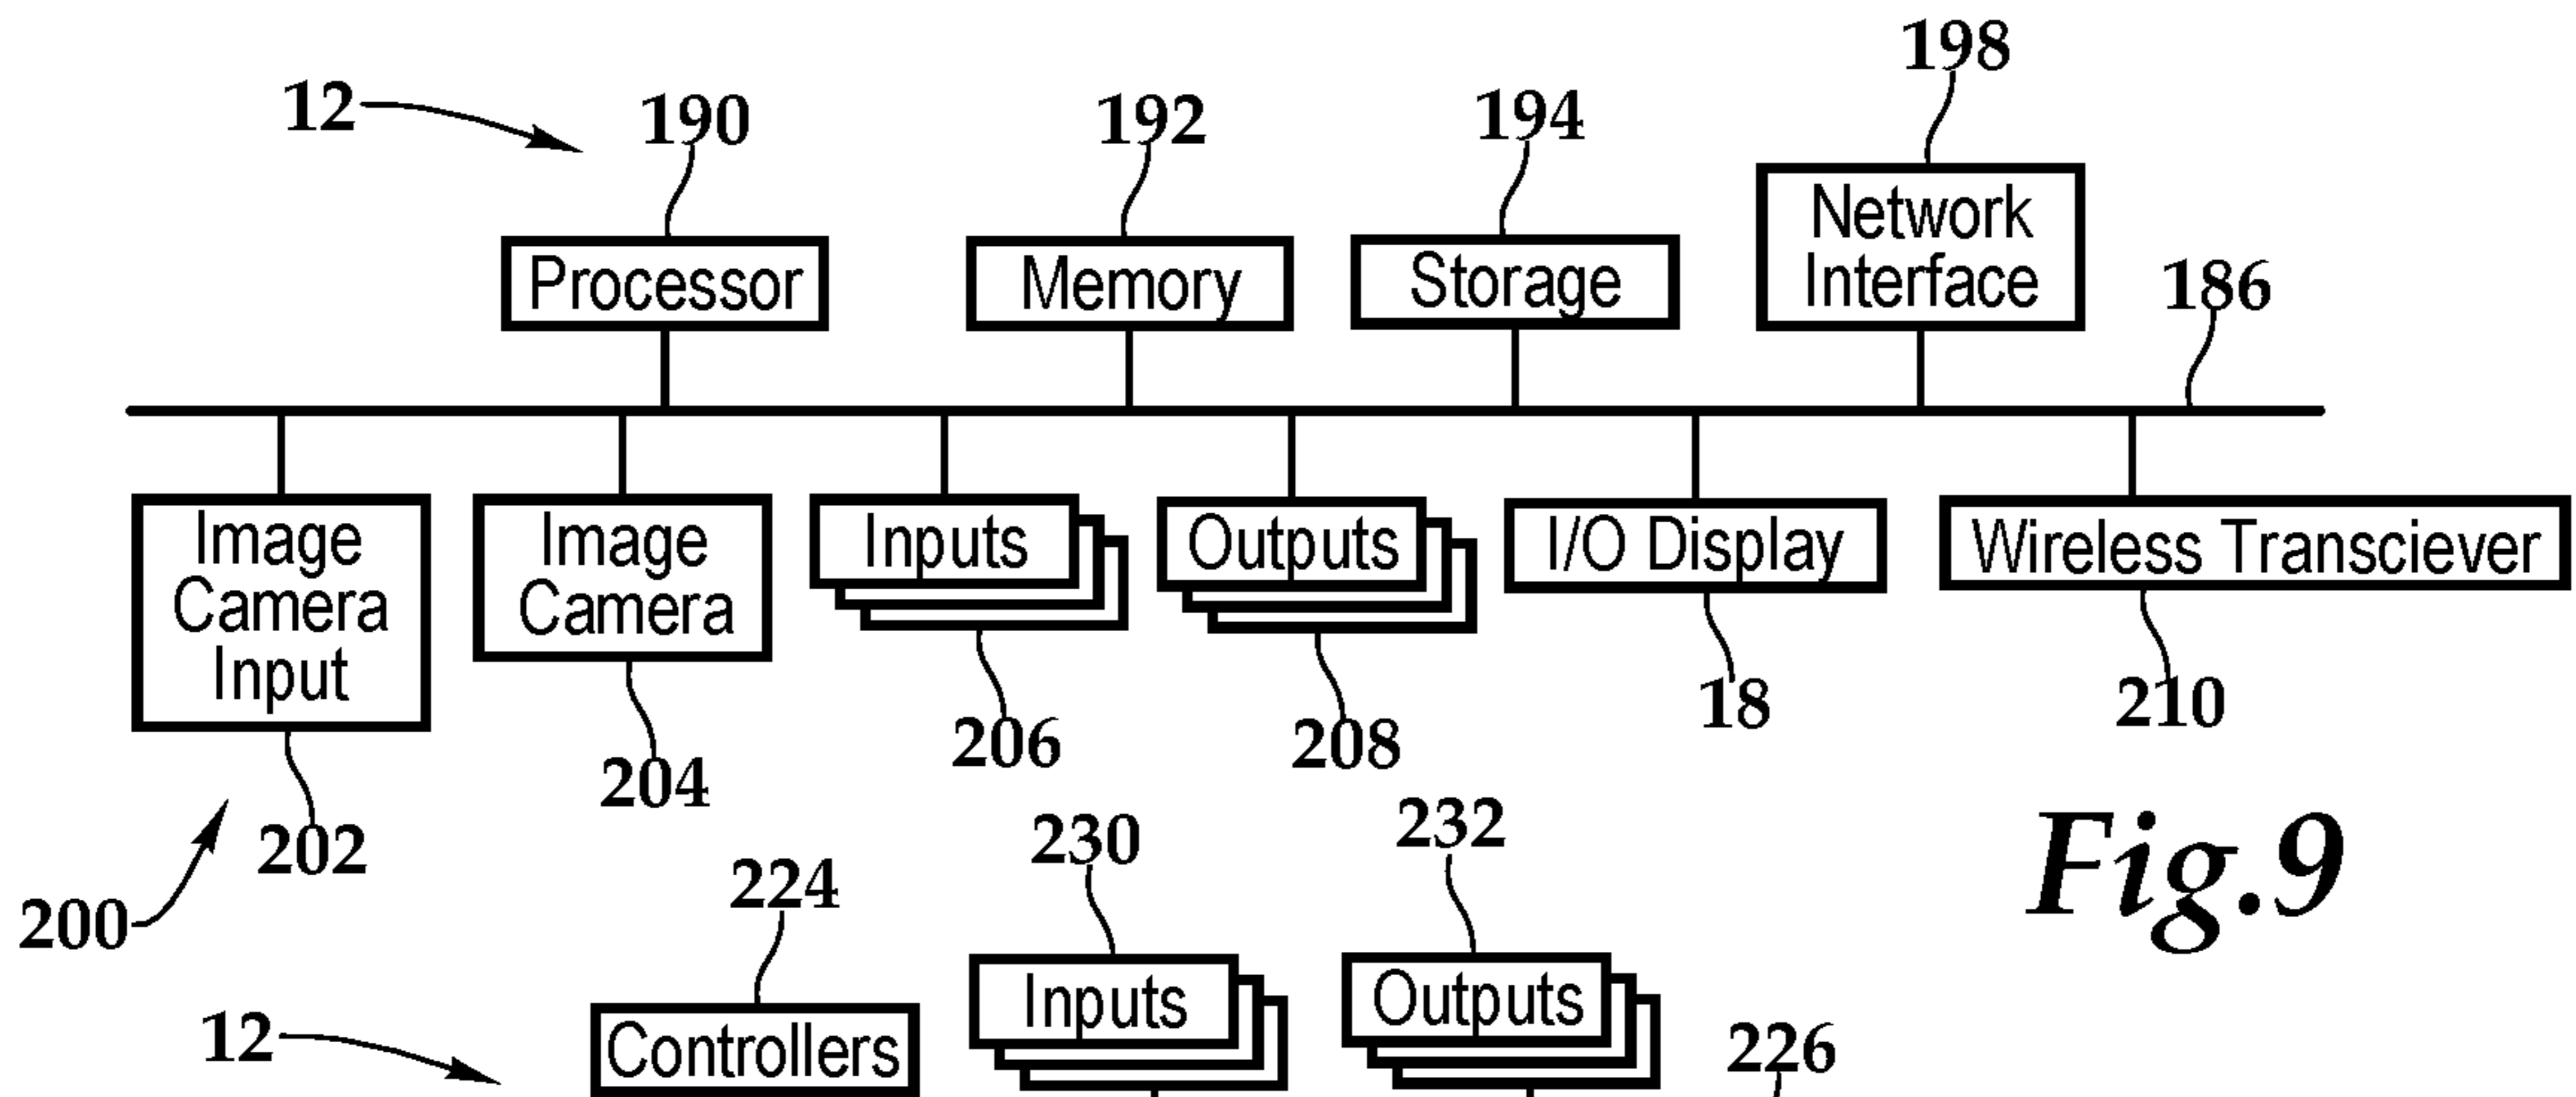 198
12
190
192
194
Network
Interface
Processor
Memory
Storage
186
Image
Camera
Input
Image
Camera
Inputs
Outputs
I/O Display
Wireless Transciever
206
208
18
210
204
202
200
Fig.9
230
232
224
Inputs
Outputs
12
Controllers
226